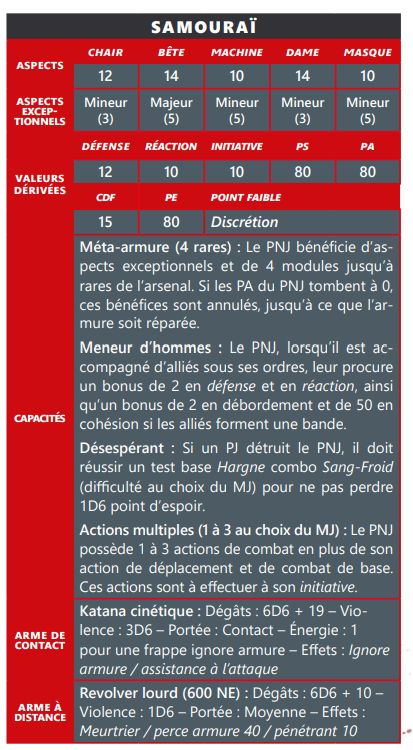 SAMOURAÏ
CHAIR BÊTE MACHINE DAME MASQUE
ASPECTS 12 14 10 14 10
ASPECTS
EXCEP-
TIONNELS
Mineur Majeur Mineur Mineur Mineur
(3) (5) (5) (3) (5)
DÉFENSE RÉACTION INITIATIVE PS PA
12 10 10 80 80
VALEURS
DÉRIVÉES
CDF PE POINT FAIBLE
15 80 Discrétion
CAPACITÉS
Méta-armure (4 rares) : Le PNJ bénéficie d'as-
pects exceptionnels et de 4 modules jusqu'à
rares de l'arsenal. Si les PA du PNJ tombent à 0,
ces bénéfices sont annulés, jusqu'à ce que l'ar-
mure soit réparée.
Meneur d'hommes : Le PNJ, lorsqu'il est ac-
compagné d'alliés sous ses ordres, leur procure
un bonus de 2 en défense et en réaction, ainsi
qu'un bonus de 2 en débordement et de 50 en
cohésion si les alliés forment une bande.
Désespérant : Si un PJ détruit le PNJ, il doit
réussir un test base Hargne combo Sang-Froid
(difficulté au choix du MJ) pour ne pas perdre
1D6 point d'espoir.
Actions multiples (1 à 3 au choix du MJ) : Le PNJ
possède 1 à 3 actions de combat en plus de son
action de déplacement et de combat de base.
Ces actions sont à effectuer à son initiative.
ARME DE
CONTACT
Katana cinétique : Dégâts : 6D6 + 19 – Vio-
lence : 3D6 – Portée : Contact – Énergie : 1
pour une frappe ignore armure – Effets : Ignore
armure / assistance à l'attaque
ARME À
DISTANCE
Revolver lourd (600 NE) : Dégâts : 6D6 + 10 –
Violence : 1D6 – Portée : Moyenne – Effets :
Meurtrier / perce armure 40 / pénétrant 10